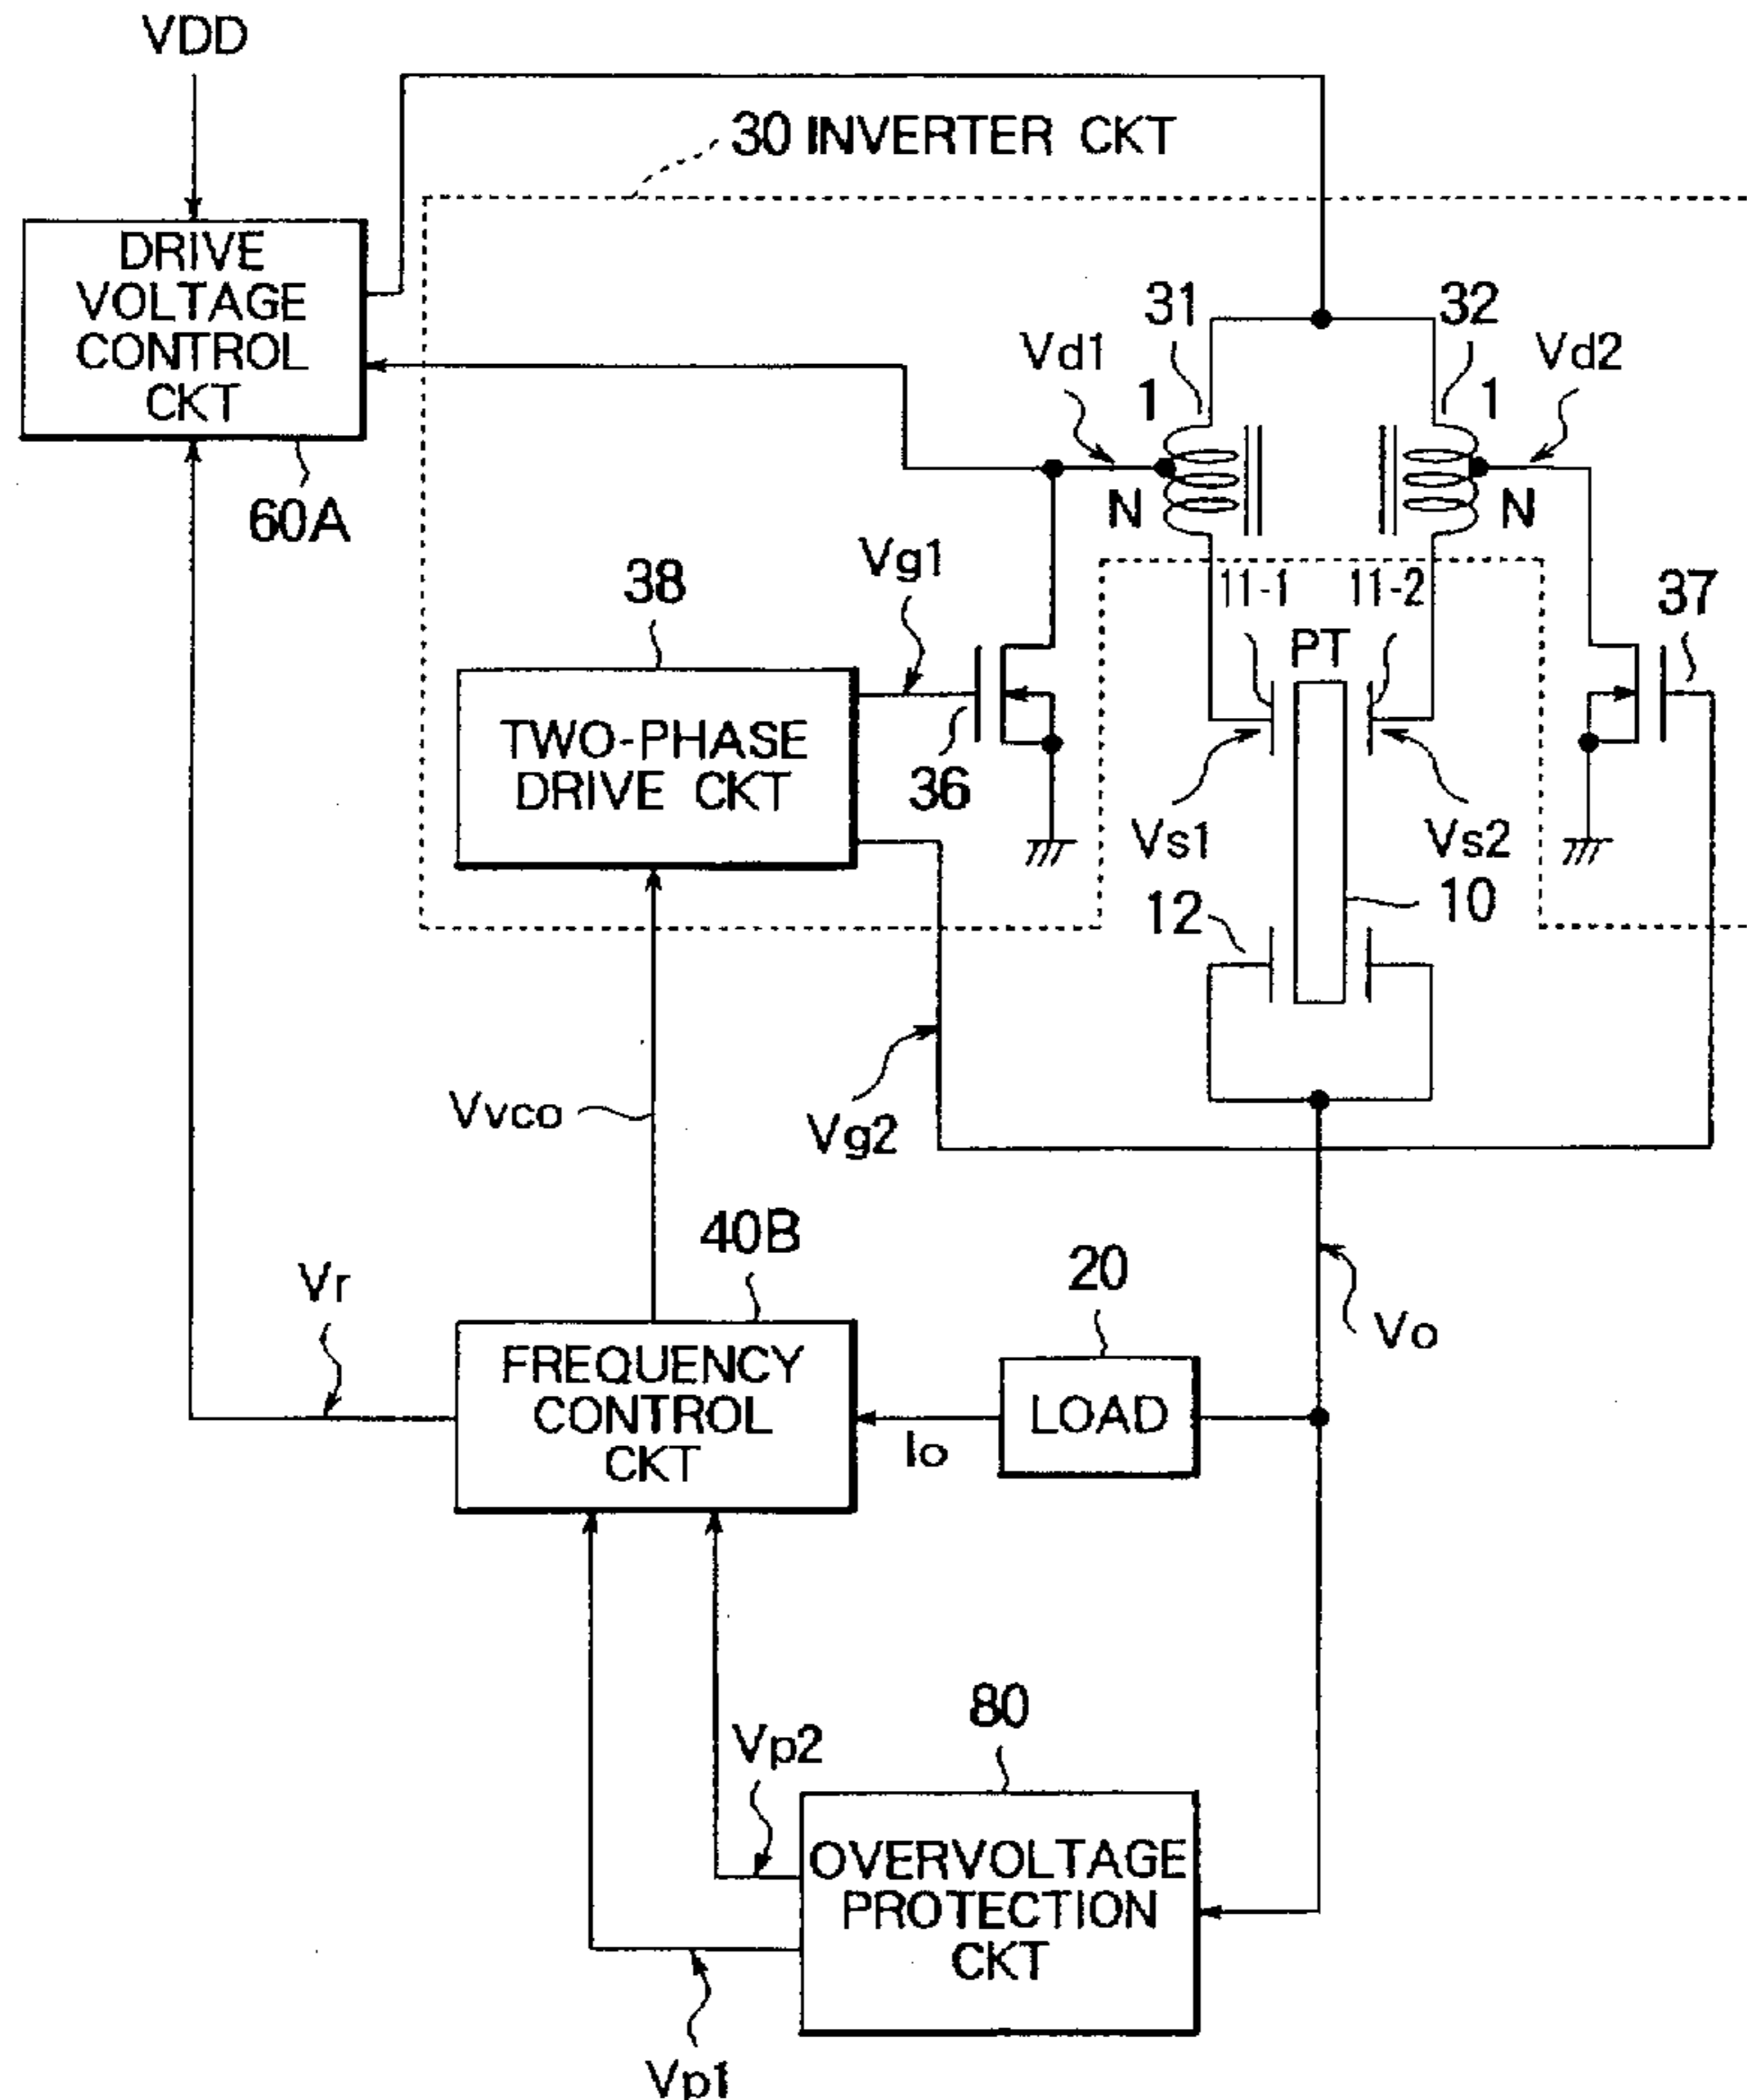 VDD
30 INVERTER CKT
DRIVE
VOLTAGE
CONTROL
CKT
60A
31
32
Vd1
Vd2
1
1
N
N
Vg1
38
11-1
11-2
37
PT
TWO-PHASE
DRIVE CKT
36
Vs1
Vs2
12
10
Vvco
Vg2
40B
20
Vr
Vo
FREQUENCY
CONTROL
CKT
LOAD
Io
80
Vp2
OVERVOLTAGE
PROTECTION
CKT
Vp1